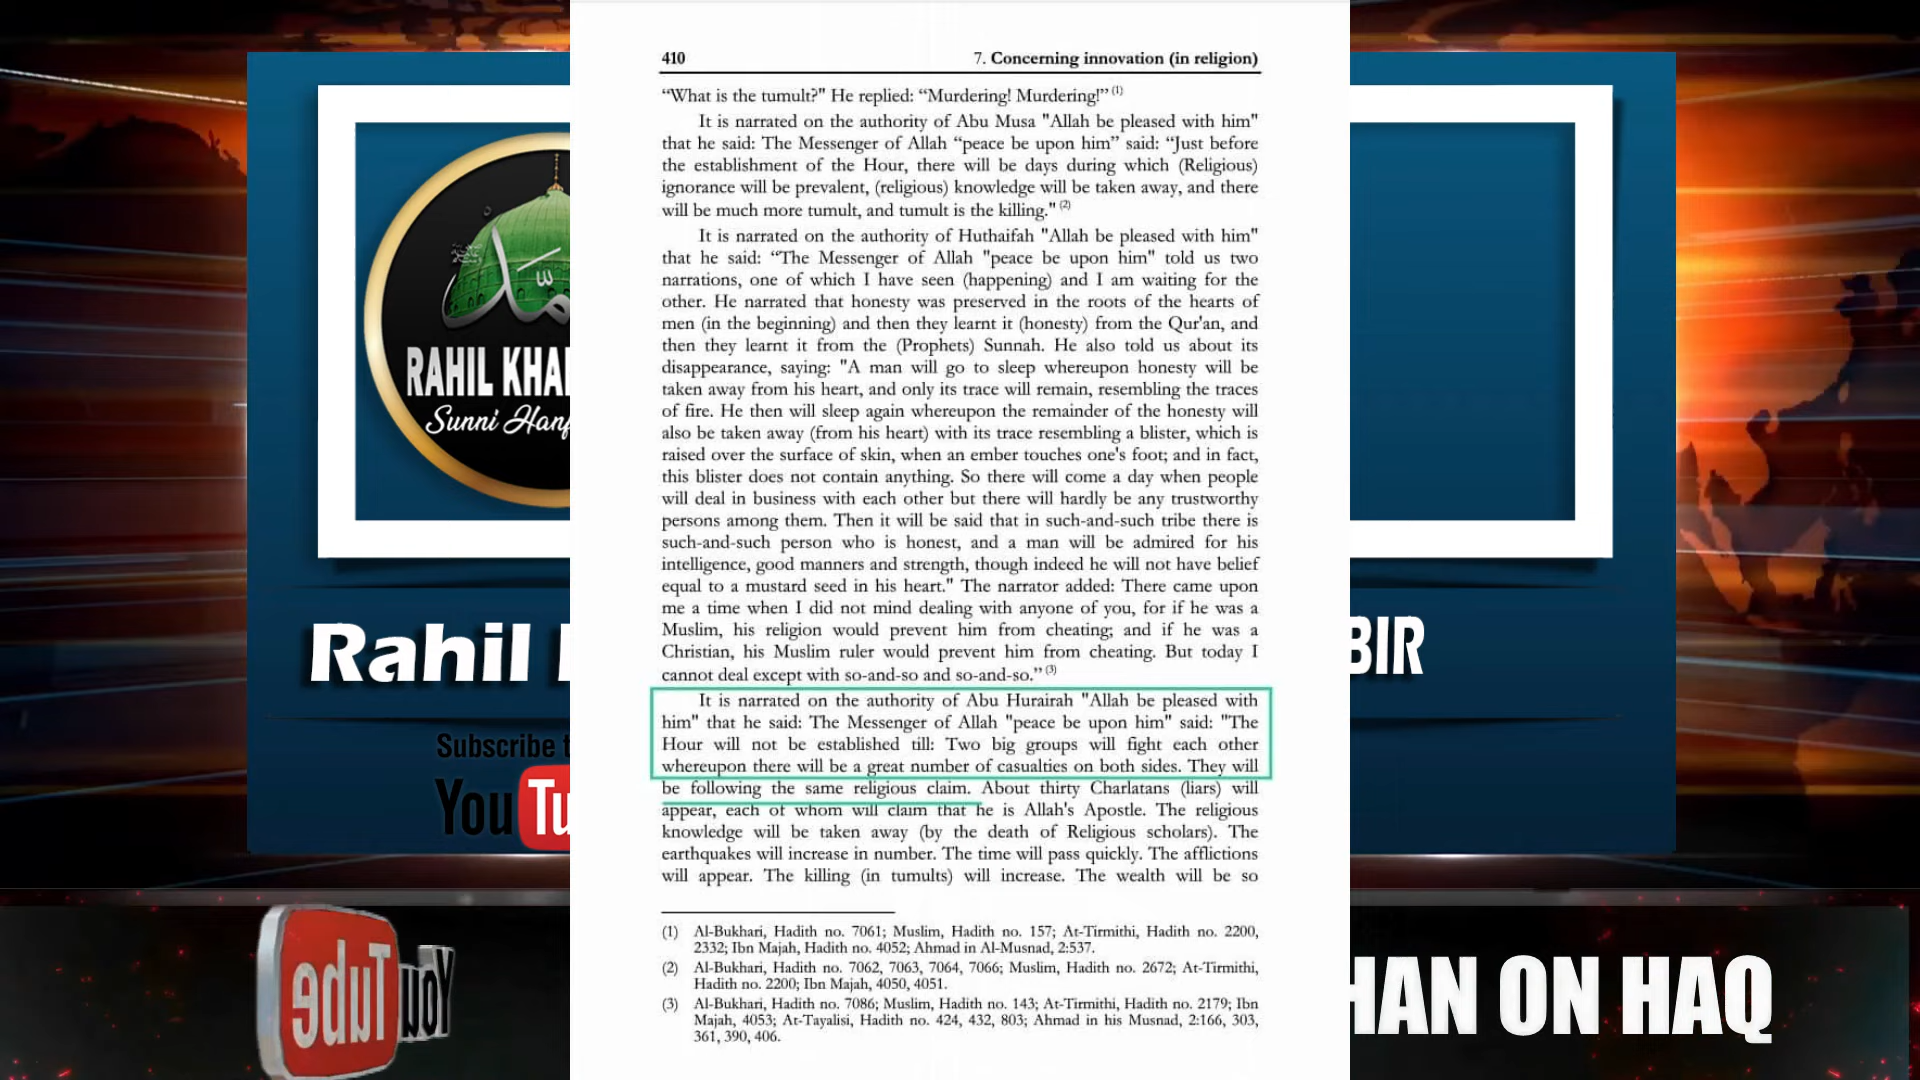 410 7. Concerning innovation (in religion)
“What is the tumult?" He replied: “Murdering! Murdering!” (1)
It is narrated on the authority of Abu Musa "Allah be pleased with him"
that he said: The Messenger of Allah “peace be upon him” said: “Just before
the establishment of the Hour, there will be days during which (Religious)
ignorance will be prevalent, (religious) knowledge will be taken away, and there
will be much more tumult, and tumult is the killing." (2)
It is narrated on the authority of Huthaifah "Allah be pleased with him"
that he said: “The Messenger of Allah "peace be upon him" told us two
narrations, one of which I have seen (happening) and I am waiting for the
other. He narrated that honesty was preserved in the roots of the hearts of
men (in the beginning) and then they learnt it (honesty) from the Qur'an, and
then they learnt it from the (Prophets) Sunnah. He also told us about its
disappearance, saying: "A man will go to sleep whereupon honesty will be
taken away from his heart, and only its trace will remain, resembling the traces
of fire. He then will sleep again whereupon the remainder of the honesty will
also be taken away (from his heart) with its trace resembling a blister, which is
raised over the surface of skin, when an ember touches one's foot; and in fact,
this blister does not contain anything. So there will come a day when people
will deal in business with each other but there will hardly be any trustworthy
persons among them. Then it will be said that in such-and-such tribe there is
such-and-such person who is honest, and a man will be admired for his
intelligence, good manners and strength, though indeed he will not have belief
equal to a mustard seed in his heart." The narrator added: There came upon
me a time when I did not mind dealing with anyone of you, for if he was a
Muslim, his religion would prevent him from cheating; and if he was a
Christian, his Muslim ruler would prevent him from cheating. But today I
cannot deal except with so-and-so and so-and-so.” (3)
It is narrated on the authority of Abu Hurairah "Allah be pleased with
him" that he said: The Messenger of Allah "peace be upon him" said: "The
Hour will not be established till: Two big groups will fight each other
whereupon there will be a great number of casualties on both sides. They will
be following the same religious claim. About thirty Charlatans (liars) will
appear, each of whom will claim that he is Allah's Apostle. The religious
knowledge will be taken away (by the death of Religious scholars). The
earthquakes will increase in number. The time will pass quickly. The afflictions
will appear. The killing (in tumults) will increase. The wealth will be so
(1) Al-Bukhari, Hadith no. 7061; Muslim, Hadith no. 157; At-Tirmithi, Hadith no. 2200,
2332; Ibn Majah, Hadith no. 4052; Ahmad in Al-Musnad, 2:537.
(2) Al-Bukhari, Hadith no. 7062, 7063, 7064, 7066; Muslim, Hadith no. 2672; At-Tirmithi,
Hadith no. 2200; Ibn Majah, 4050, 4051.
(3) Al-Bukhari, Hadith no. 7086; Muslim, Hadith no. 143; At-Tirmithi, Hadith no. 2179; Ibn
Majah, 4053; At-Tayalisi, Hadith no. 424, 432, 803; Ahmad in his Musnad, 2:166, 303,
361, 390, 406.
RAHIL KHA
Sunni Hanf
Rahil
BIR
Subscribe t
You Tu
YouTube
HAN ON HAQ